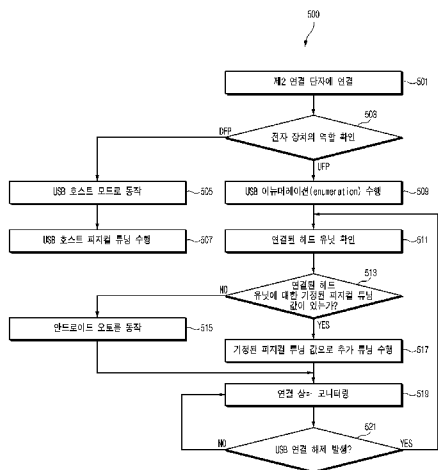 500
제2 연결 단자에 연결
501
503
전자 장치의 역할 확인
DFP
UFP
USB 호스트 모드로 동작
505
USB 이뉴머레이션(enumeration) 수행
509
USB 호스트 피지컬 튜닝 수행
507
연결된 헤드 유닛 확인
511
513
연결된 헤드
유닛에 대한 기정된 피지컬 튜닝
값이 있는가?
NO
YES
안드로이드 오토를 동작
515
기정된 피지컬 튜닝 값으로 추가 튜닝 수행
517
연결 상태 모니터링
519
521
USB 연결 해제 발생?
NO
YES